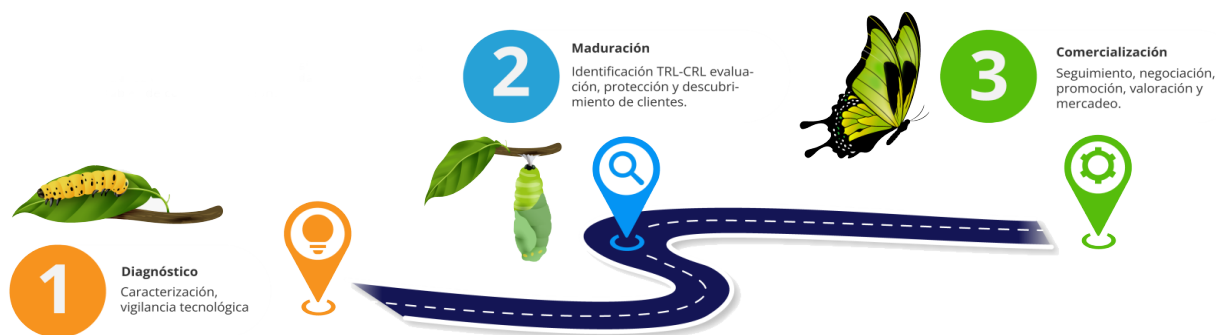 1
Diagnóstico
Caracterización,
vigilancia tecnológica
2
Maduración
Identificación TRL-CRL evalua-
ción, protección y descubri-
miento de clientes.
3
Comercialización
Seguimiento, negociación,
promoción, valoración y
mercadeo.